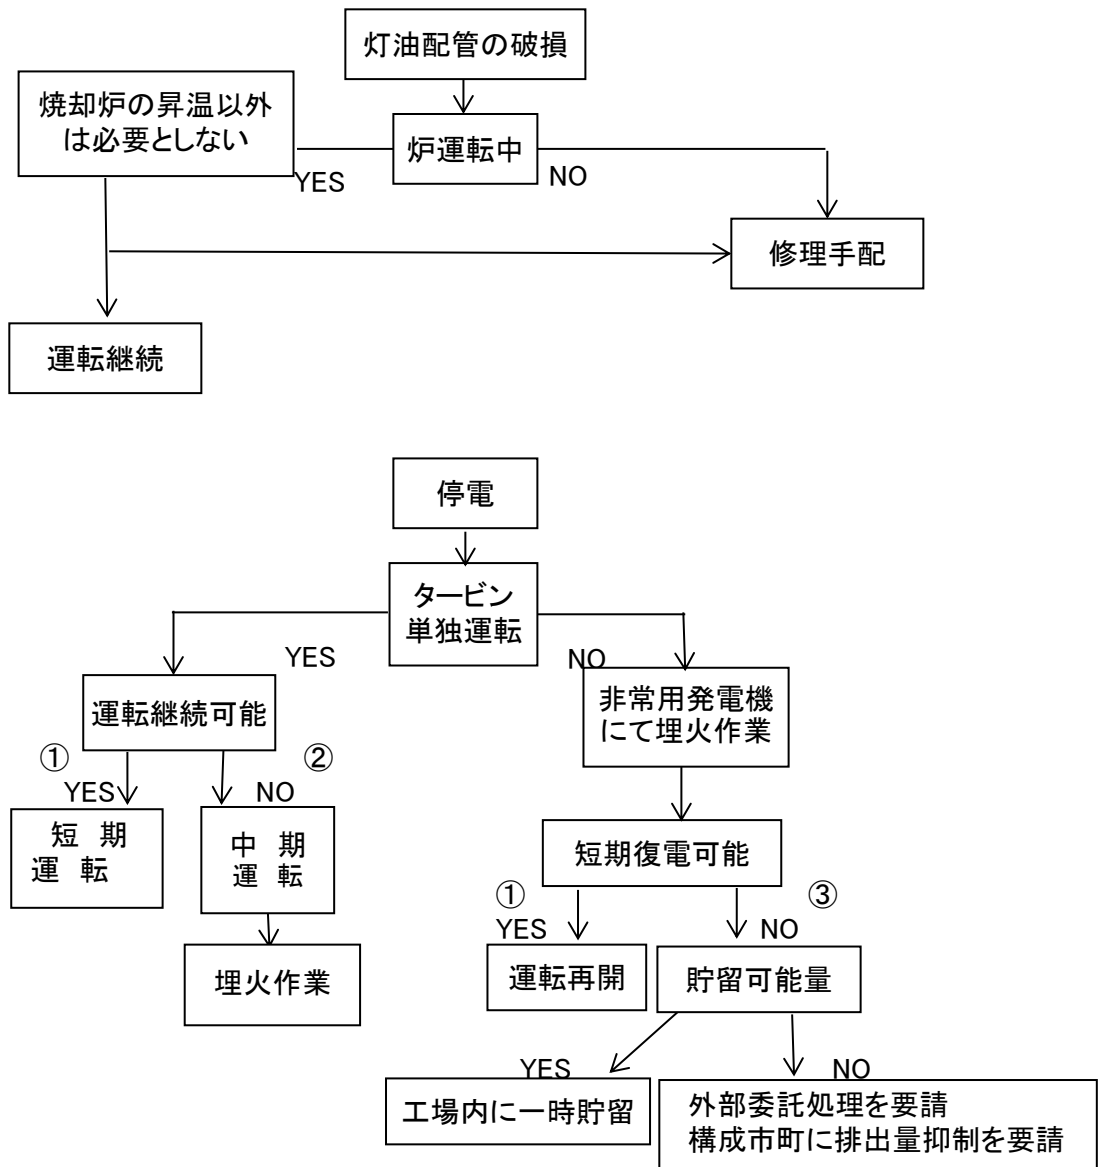 灯油配管の破損
焼却炉の昇温以外
は必要としない
炉運転中
YES
NO
修理手配
運転継続
停電
タービン
単独運転
YES
NO
運転継続可能
非常用発電機
にて埋火作業
①
②
YES
NO
短 期
運 転
中 期
運 転
短期復電可能
①
③
YES
NO
埋火作業
運転再開
貯留可能量
YES
NO
工場内に一時貯留
外部委託処理を要請
構成市町に排出量抑制を要請